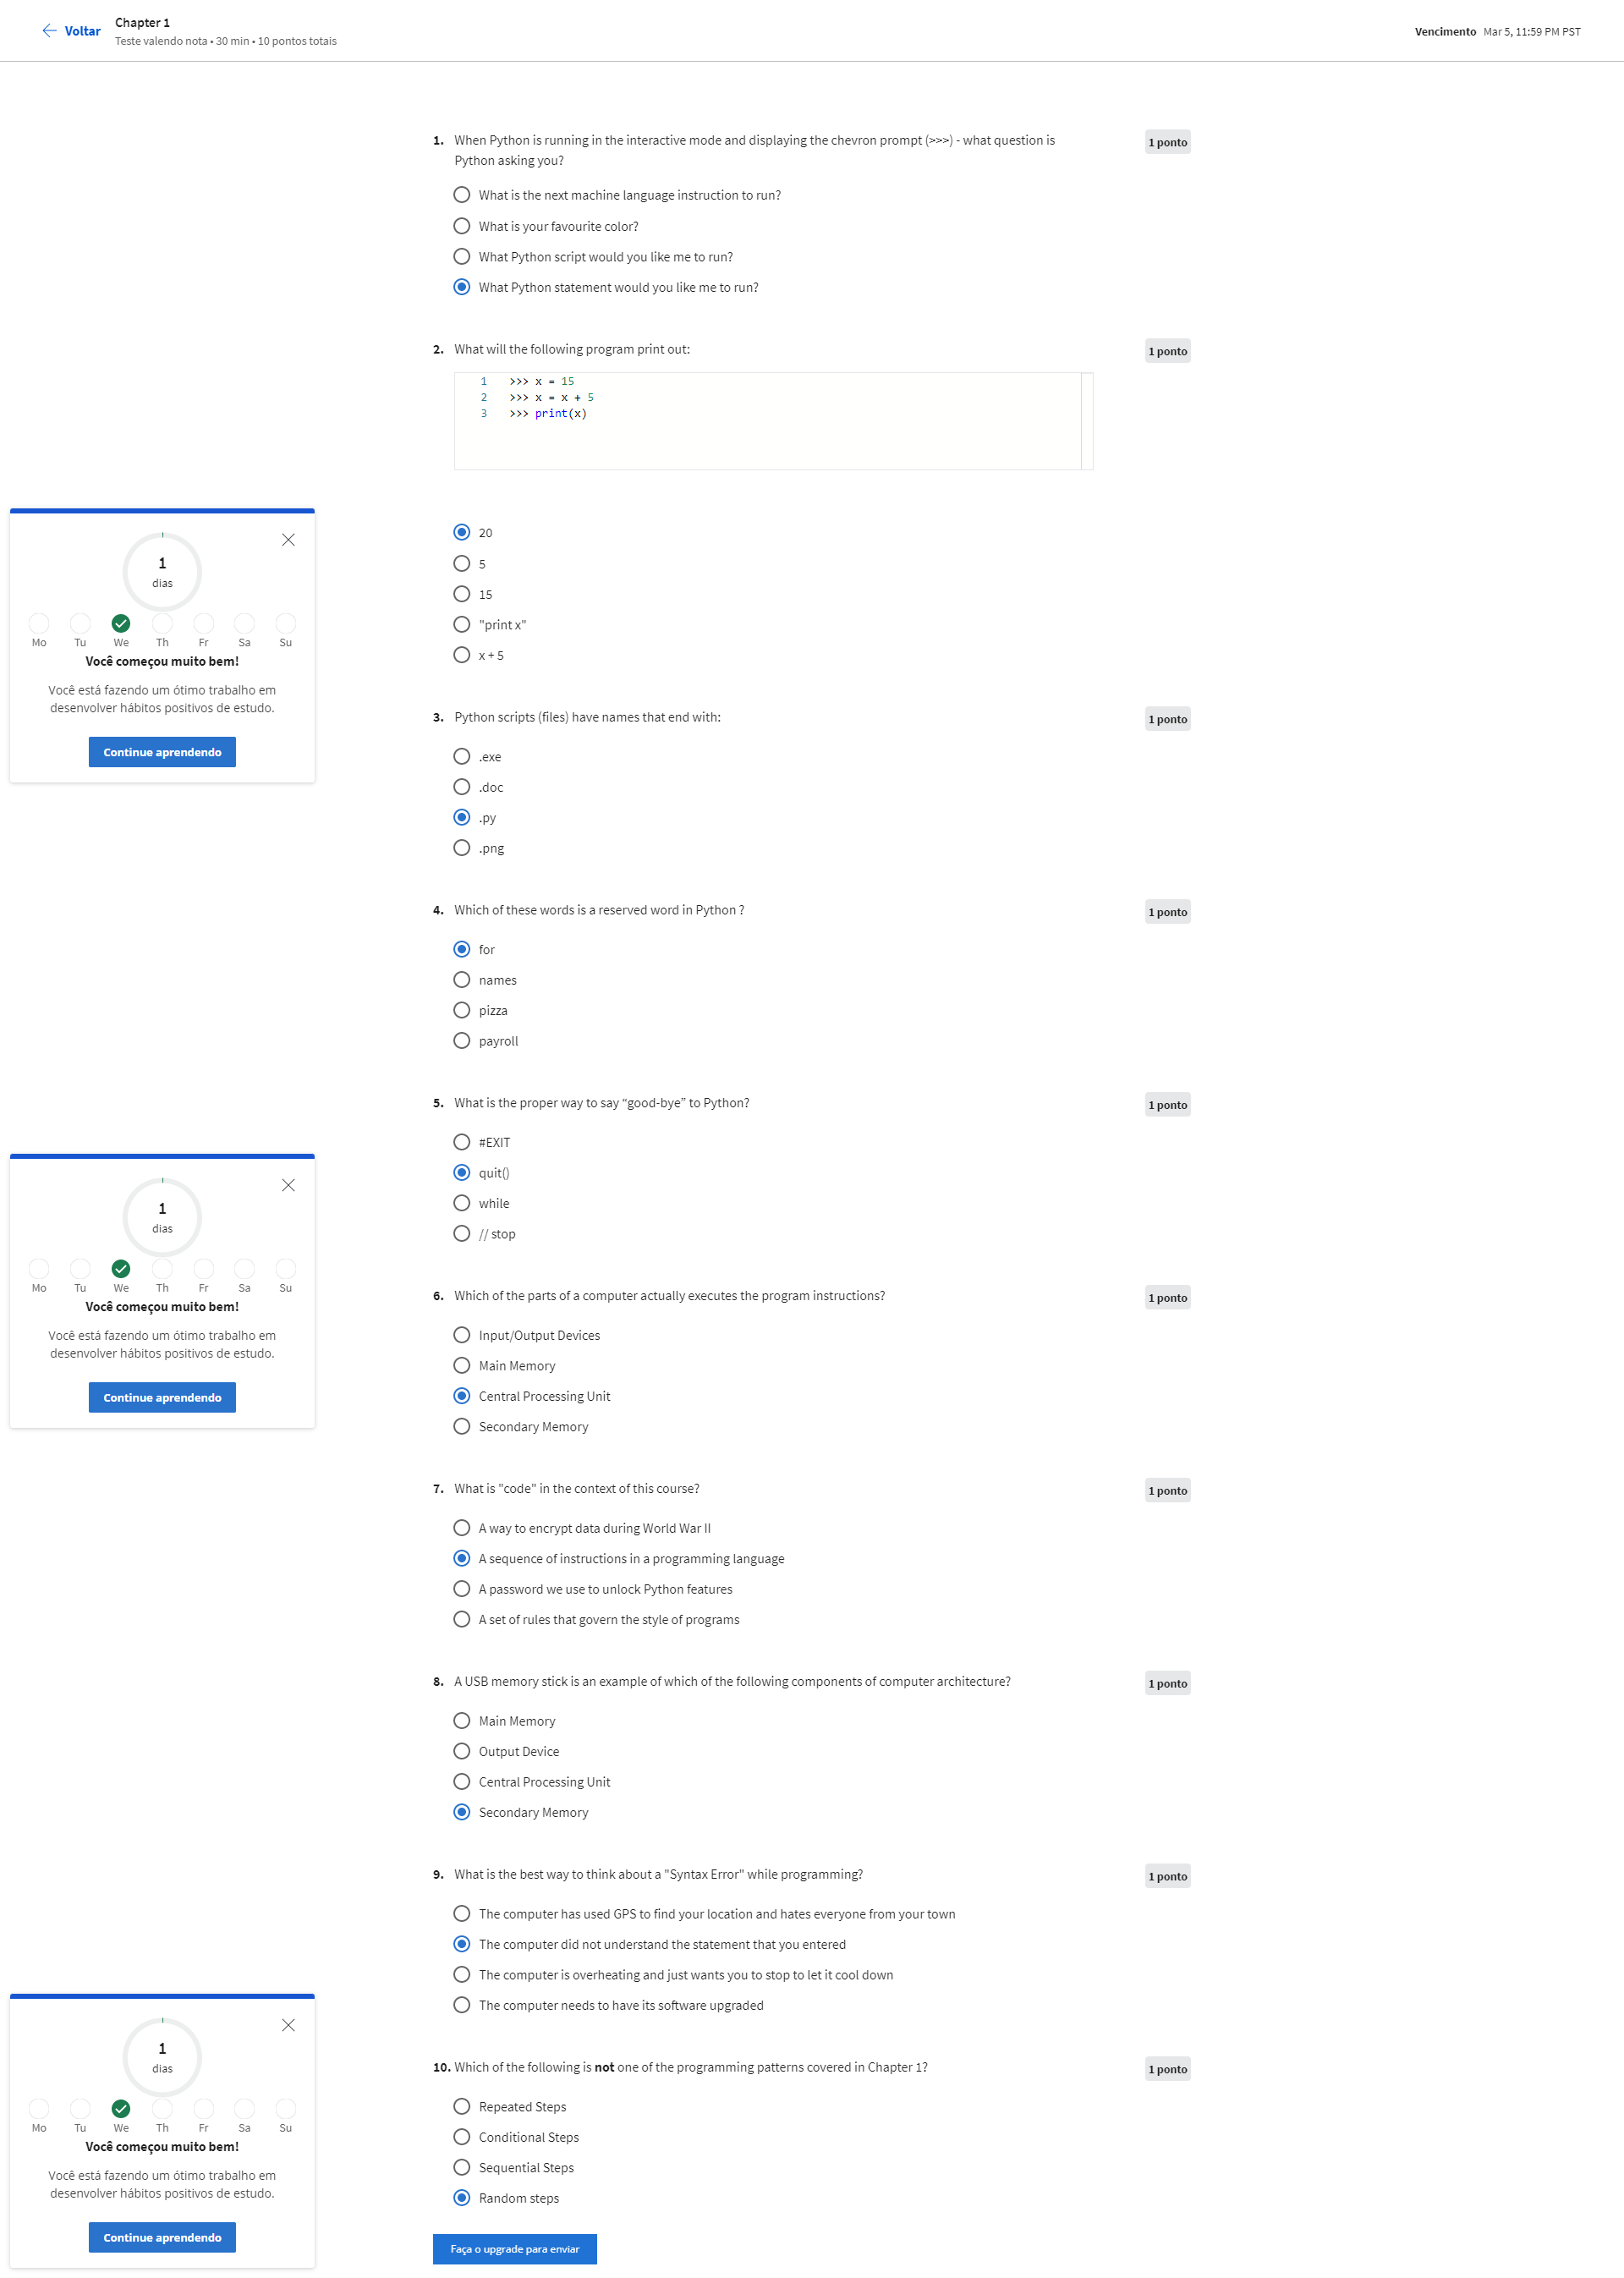 Voltar
Chapter 1
Teste valendo nota • 30 min • 10 pontos totais
Vencimento Mar 5, 11:59 PM PST
1. When Python is running in the interactive mode and displaying the chevron prompt (>>>) - what question is
Python asking you?
1 ponto
What is the next machine language instruction to run?
What is your favourite color?
What Python script would you like me to run?
What Python statement would you like me to run?
2. What will the following program print out:
1 ponto
1 >>> x = 15
2 >>> x = x + 5
3 >>> print(x)
20
5
15
"print x"
x + 5
1
dias
Mo Tu We Th Fr Sa Su
Você começou muito bem!
Você está fazendo um ótimo trabalho em
desenvolver hábitos positivos de estudo.
Continue aprendendo
3. Python scripts (files) have names that end with:
1 ponto
.exe
.doc
.py
.png
4. Which of these words is a reserved word in Python ?
1 ponto
for
names
pizza
payroll
5. What is the proper way to say “good-bye” to Python?
1 ponto
#EXIT
quit()
while
// stop
1
dias
Mo Tu We Th Fr Sa Su
Você começou muito bem!
Você está fazendo um ótimo trabalho em
desenvolver hábitos positivos de estudo.
Continue aprendendo
6. Which of the parts of a computer actually executes the program instructions?
1 ponto
Input/Output Devices
Main Memory
Central Processing Unit
Secondary Memory
7. What is "code" in the context of this course?
1 ponto
A way to encrypt data during World War II
A sequence of instructions in a programming language
A password we use to unlock Python features
A set of rules that govern the style of programs
8. A USB memory stick is an example of which of the following components of computer architecture?
1 ponto
Main Memory
Output Device
Central Processing Unit
Secondary Memory
9. What is the best way to think about a "Syntax Error" while programming?
1 ponto
The computer has used GPS to find your location and hates everyone from your town
The computer did not understand the statement that you entered
The computer is overheating and just wants you to stop to let it cool down
The computer needs to have its software upgraded
10. Which of the following is not one of the programming patterns covered in Chapter 1?
1 ponto
Repeated Steps
Conditional Steps
Sequential Steps
Random steps
1
dias
Mo Tu We Th Fr Sa Su
Você começou muito bem!
Você está fazendo um ótimo trabalho em
desenvolver hábitos positivos de estudo.
Continue aprendendo
Faça o upgrade para enviar